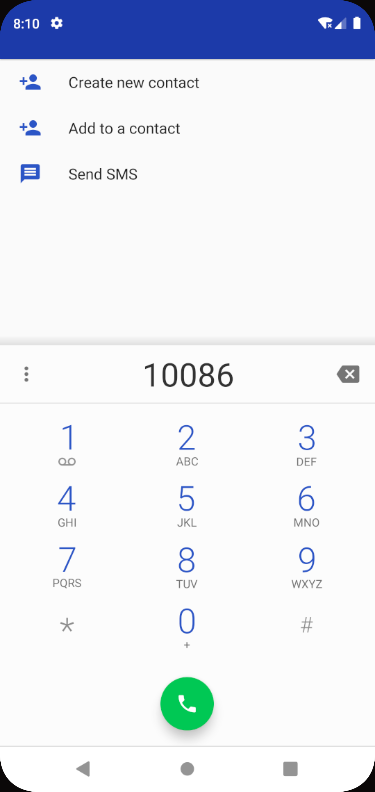 8:10
Create new contact
Add to a contact
Send SMS
10086
1 2 3
ABC DEF
4 5 6
GHI JKL MNO
7 8 9
PQRS TUV WXYZ
* 0 #
+